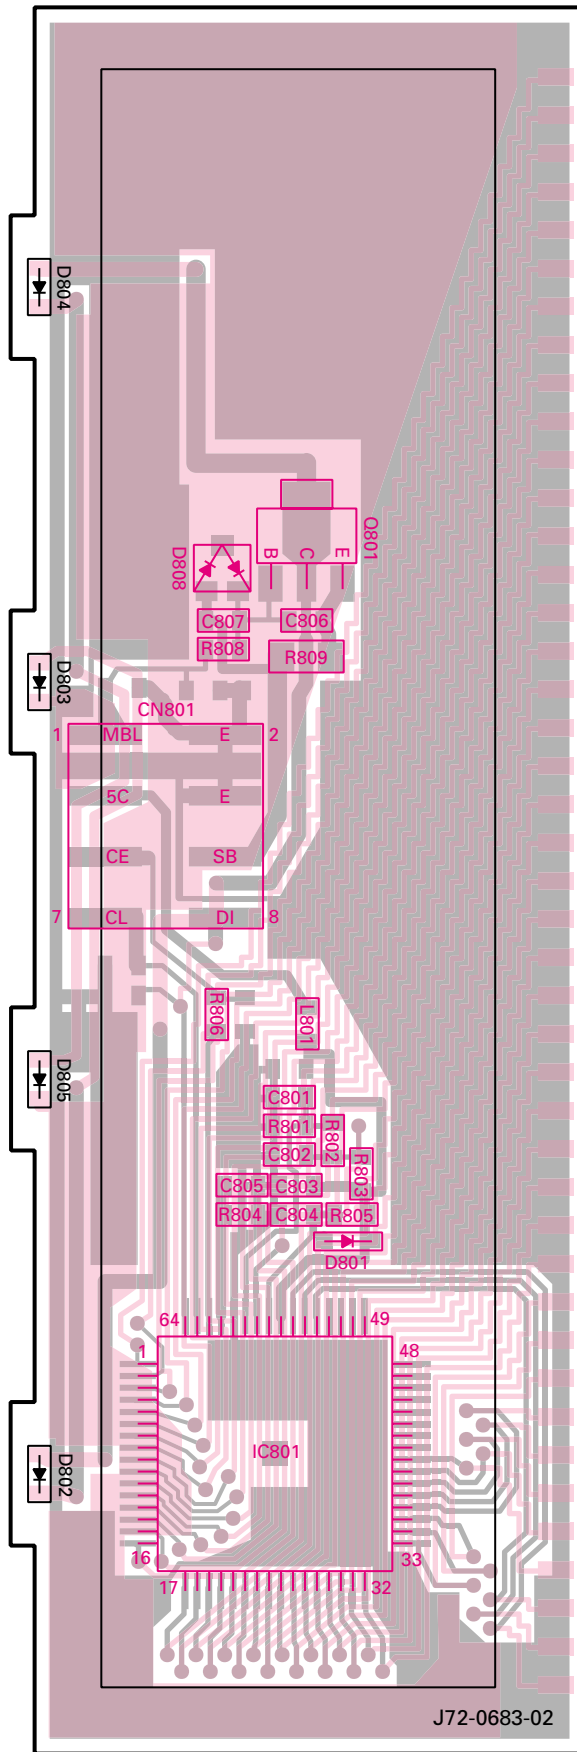 D804
Q801
B C E
D808
C807 C806
R808 R809
D803
CN801
1 MBL E 2
5C E
CE SB
7 CL DI 8
R806 L801
D805
C801
R801 R802
C802 R803
C805 C803
R804 C804 R805
D801
64 49
1 48
IC801
D802
16 33
17 32
J72-0683-02